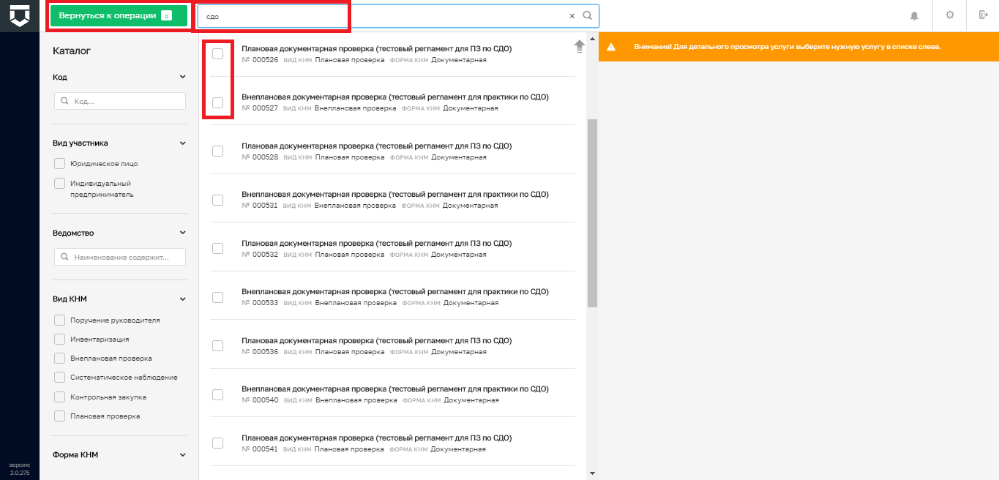 Вернуться к операции 0
сдо
Каталог
Код
Код...
Вид участника
Юридическое лицо
Индивидуальный
предприниматель
Ведомство
Наименование содержит...
Вид КНМ
Поручение руководителя
Инвентаризация
Внеплановая проверка
Систематическое наблюдение
Контрольная закупка
Плановая проверка
Форма КНМ
версия:
2.0.275
Плановая документарная проверка (тестовый регламент для ПЗ по СДО)
№ 000526 ВИД КНМ Плановая проверка ФОРМА КНМ Документарная
Внеплановая документарная проверка (тестовый регламент для практики по СДО)
№ 000527 ВИД КНМ Внеплановая проверка ФОРМА КНМ Документарная
Плановая документарная проверка (тестовый регламент для ПЗ по СДО)
№ 000528 ВИД КНМ Плановая проверка ФОРМА КНМ Документарная
Внеплановая документарная проверка (тестовый регламент для практики по СДО)
№ 000531 ВИД КНМ Внеплановая проверка ФОРМА КНМ Документарная
Плановая документарная проверка (тестовый регламент для ПЗ по СДО)
№ 000532 ВИД КНМ Плановая проверка ФОРМА КНМ Документарная
Внеплановая документарная проверка (тестовый регламент для практики по СДО)
№ 000533 ВИД КНМ Внеплановая проверка ФОРМА КНМ Документарная
Плановая документарная проверка (тестовый регламент для ПЗ по СДО)
№ 000536 ВИД КНМ Плановая проверка ФОРМА КНМ Документарная
Внеплановая документарная проверка (тестовый регламент для практики по СДО)
№ 000540 ВИД КНМ Внеплановая проверка ФОРМА КНМ Документарная
Плановая документарная проверка (тестовый регламент для ПЗ по СДО)
№ 000541 ВИД КНМ Плановая проверка ФОРМА КНМ Документарная
Внимание! Для детального просмотра услуги выберите нужную услугу в списке слева.